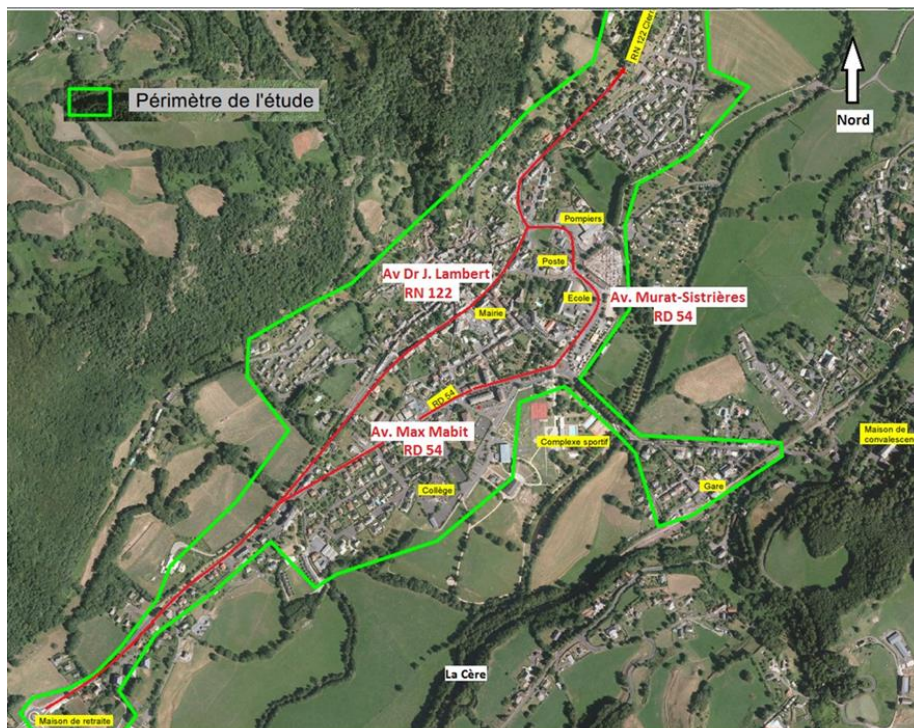 RN 122 Cler
Périmètre de l'étude
Nord
Pompiers
Av Dr J. Lambert
RN 122
Poste
Ecole
Av. Murat-Sistrières
RD 54
Mairie
RD 54
Av. Max Mabit
RD 54
Complexe sportif
Maison de
convalescen
Collège
Gare
La Cère
Maison de retraite